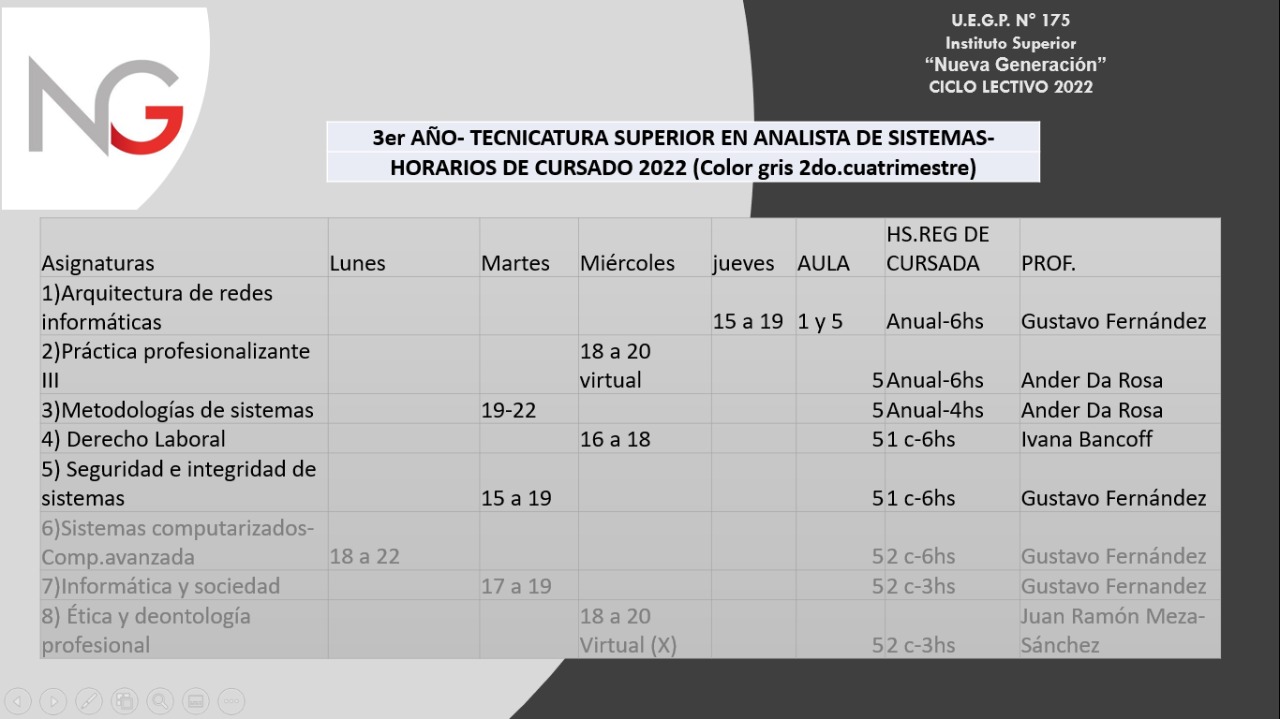 NG
U.E.G.P. N° 175
Instituto Superior
“Nueva Generación”
CICLO LECTIVO 2022
3er AÑO- TECNICATURA SUPERIOR EN ANALISTA DE SISTEMAS-
HORARIOS DE CURSADO 2022 (Color gris 2do.cuatrimestre)
Asignaturas Lunes Martes Miércoles jueves AULA HS.REG DE CURSADA PROF.
1)Arquitectura de redes informáticas 15 a 19 1 y 5 Anual-6hs Gustavo Fernández
2)Práctica profesionalizante III 18 a 20 virtual 5 Anual-6hs Ander Da Rosa
3)Metodologías de sistemas 19-22 5 Anual-4hs Ander Da Rosa
4) Derecho Laboral 16 a 18 5 1 c-6hs Ivana Bancoff
5) Seguridad e integridad de sistemas 15 a 19 5 1 c-6hs Gustavo Fernández
6)Sistemas computarizados-Comp.avanzada 18 a 22 5 2 c-6hs Gustavo Fernández
7)Informática y sociedad 17 a 19 5 2 c-3hs Gustavo Fernandez
8) Ética y deontología profesional 18 a 20 Virtual (X) 5 2 c-3hs Juan Ramón Meza-Sánchez